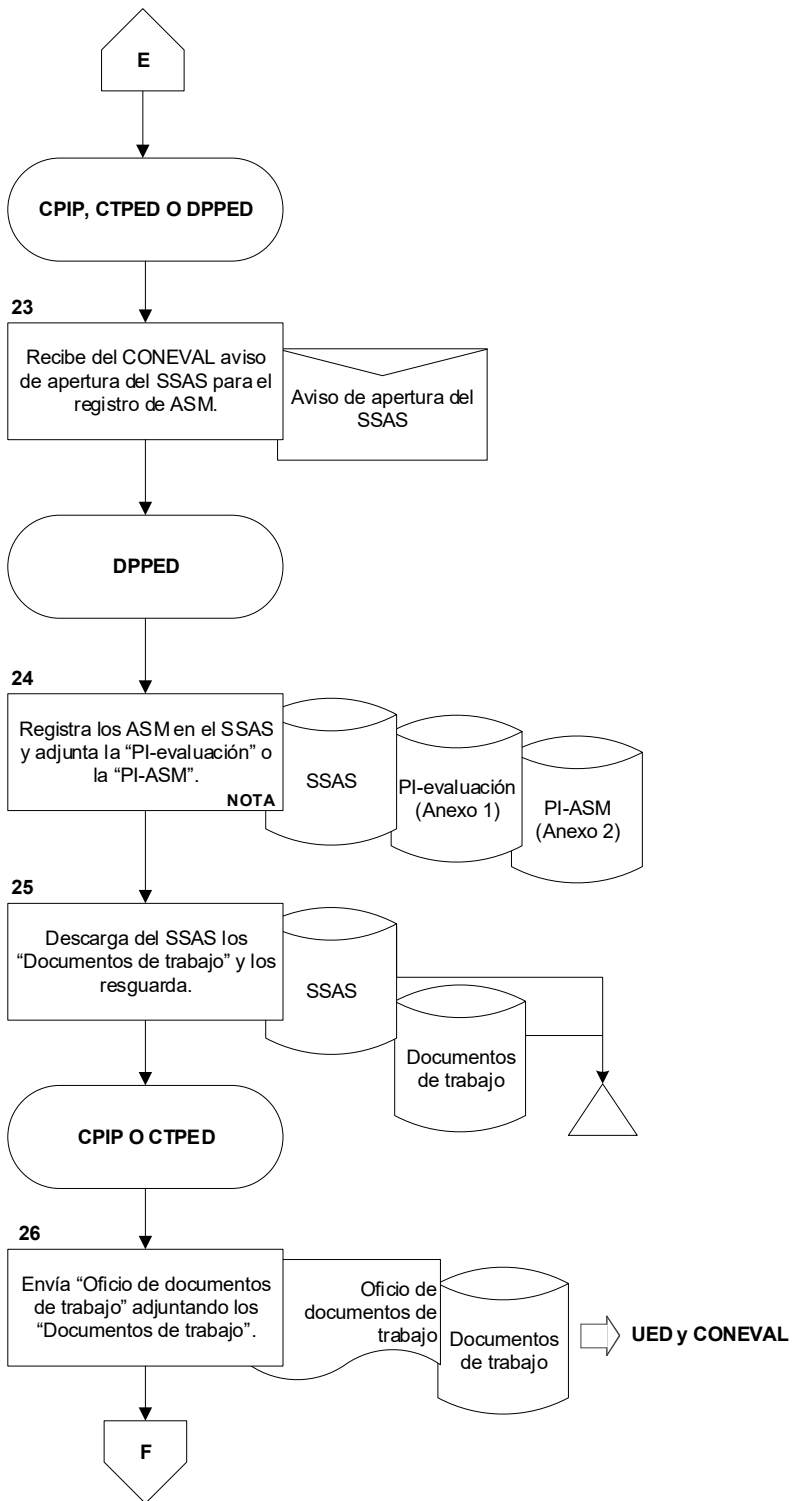 E
CPIP, CTPED O DPPED
23
Recibe del CONEVAL aviso
de apertura del SSAS para el
registro de ASM.
Aviso de apertura del
SSAS
DPPED
24
Registra los ASM en el SSAS
y adjunta la “PI-evaluación” o
la “PI-ASM”.
NOTA
SSAS
PI-evaluación
(Anexo 1)
PI-ASM
(Anexo 2)
25
Descarga del SSAS los
“Documentos de trabajo” y los
resguarda.
SSAS
Documentos
de trabajo
CPIP O CTPED
26
Envía “Oficio de documentos
de trabajo” adjuntando los
“Documentos de trabajo”.
Oficio de
documentos de
trabajo
Documentos
de trabajo
UED y CONEVAL
F